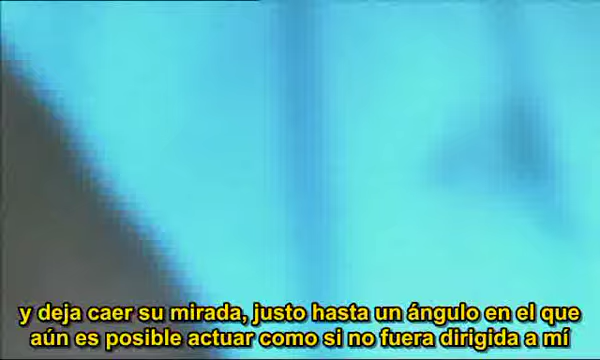 y deja caer su mirada, justo hasta un ángulo en el que
aún es posible actuar como si no fuera dirigida a mí